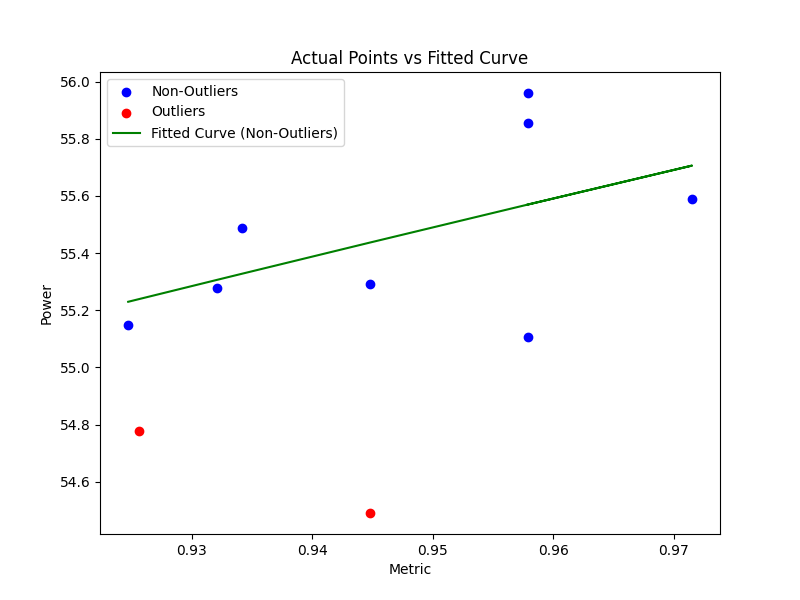 Actual Points vs Fitted Curve
Non-Outliers
Outliers
Fitted Curve (Non-Outliers)
56.0
55.8
55.6
55.4
55.2
55.0
54.8
54.6
Power
0.93 0.94 0.95 0.96 0.97
Metric